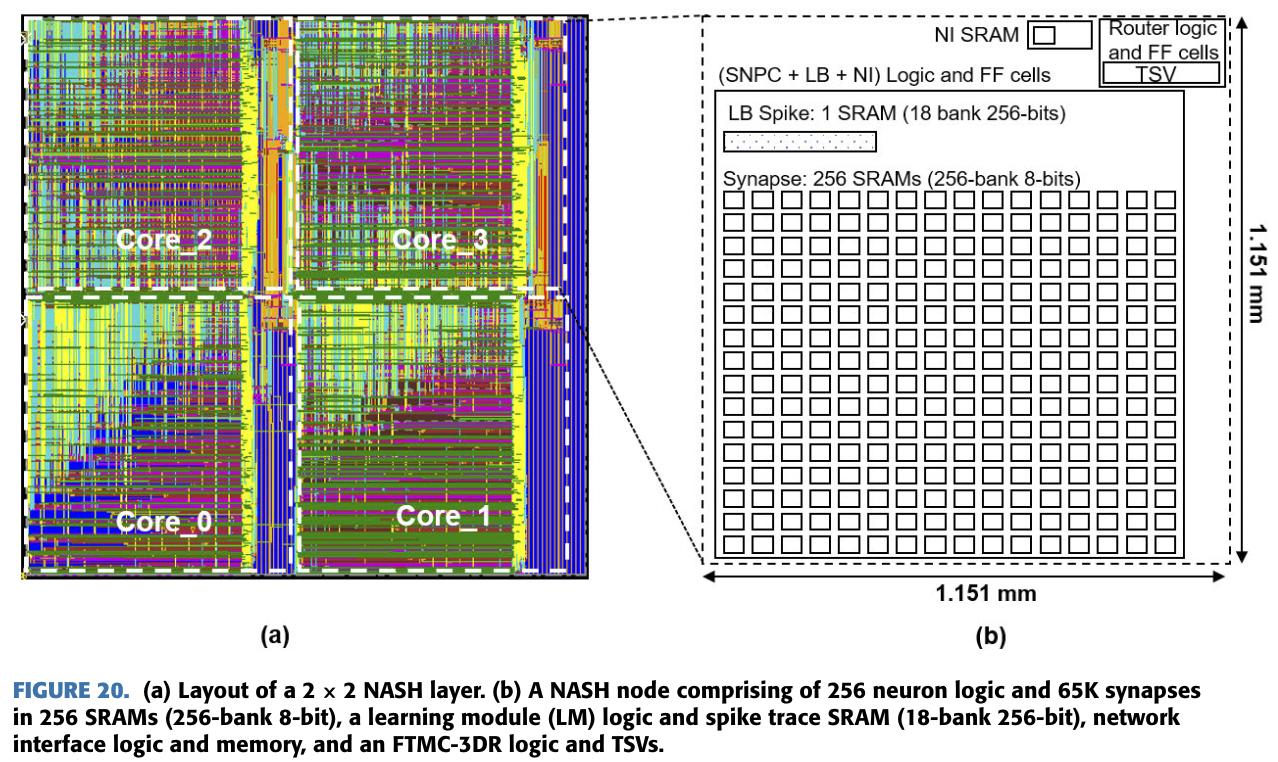 NI SRAM
Router logic
and FF cells
TSV
(SNPC + LB + NI) Logic and FF cells
LB Spike: 1 SRAM (18 bank 256-bits)
Synapse: 256 SRAMs (256-bank 8-bits)
Core_2
Core_3
Core_0
Core_1
1.151 mm
1.151 mm
(a)
(b)
FIGURE 20. (a) Layout of a 2 × 2 NASH layer. (b) A NASH node comprising of 256 neuron logic and 65K synapses
in 256 SRAMs (256-bank 8-bit), a learning module (LM) logic and spike trace SRAM (18-bank 256-bit), network
interface logic and memory, and an FTMC-3DR logic and TSVs.